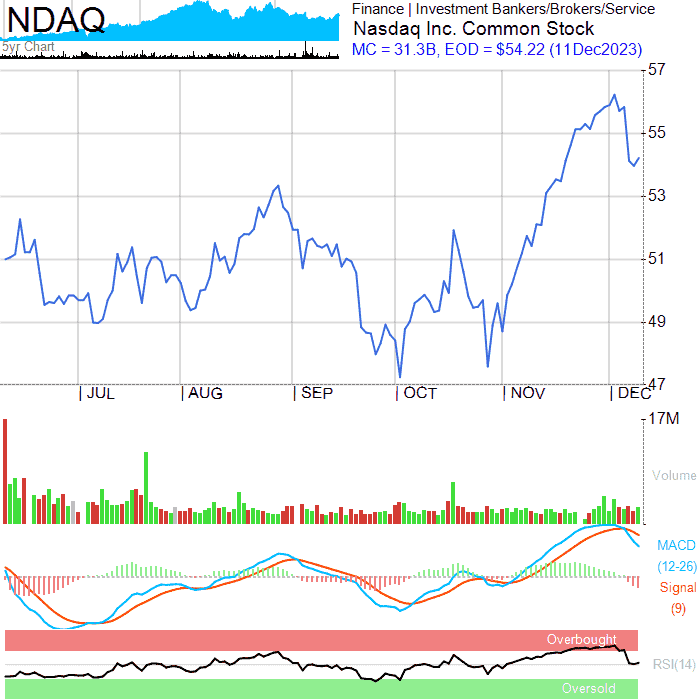 NDAQ
5yr Chart
Finance | Investment Bankers/Brokers/Service
Nasdaq Inc. Common Stock
MC = 31.3B, EOD = $54.22 (11Dec2023)
57
55
53
51
49
47
JUL AUG SEP OCT NOV DEC
17M
Volume
MACD
(12-26)
Signal
(9)
Overbought
RSI(14)
Oversold